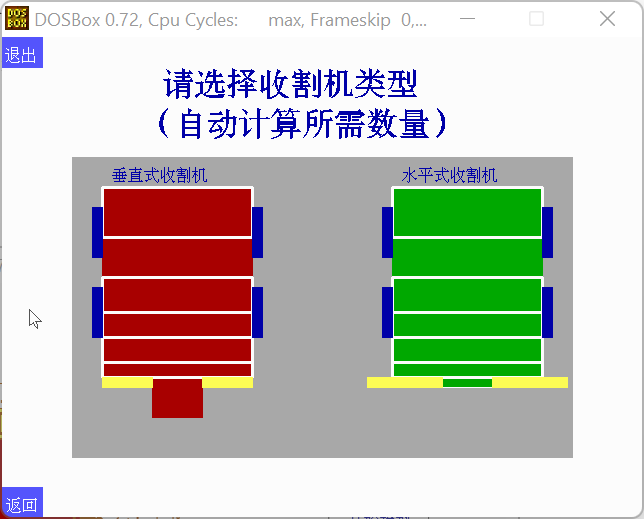 DOSBox 0.72, Cpu Cycles: max, Frameskip 0,...
退出
请选择收割机类型
（自动计算所需数量）
垂直式收割机 水平式收割机
返回